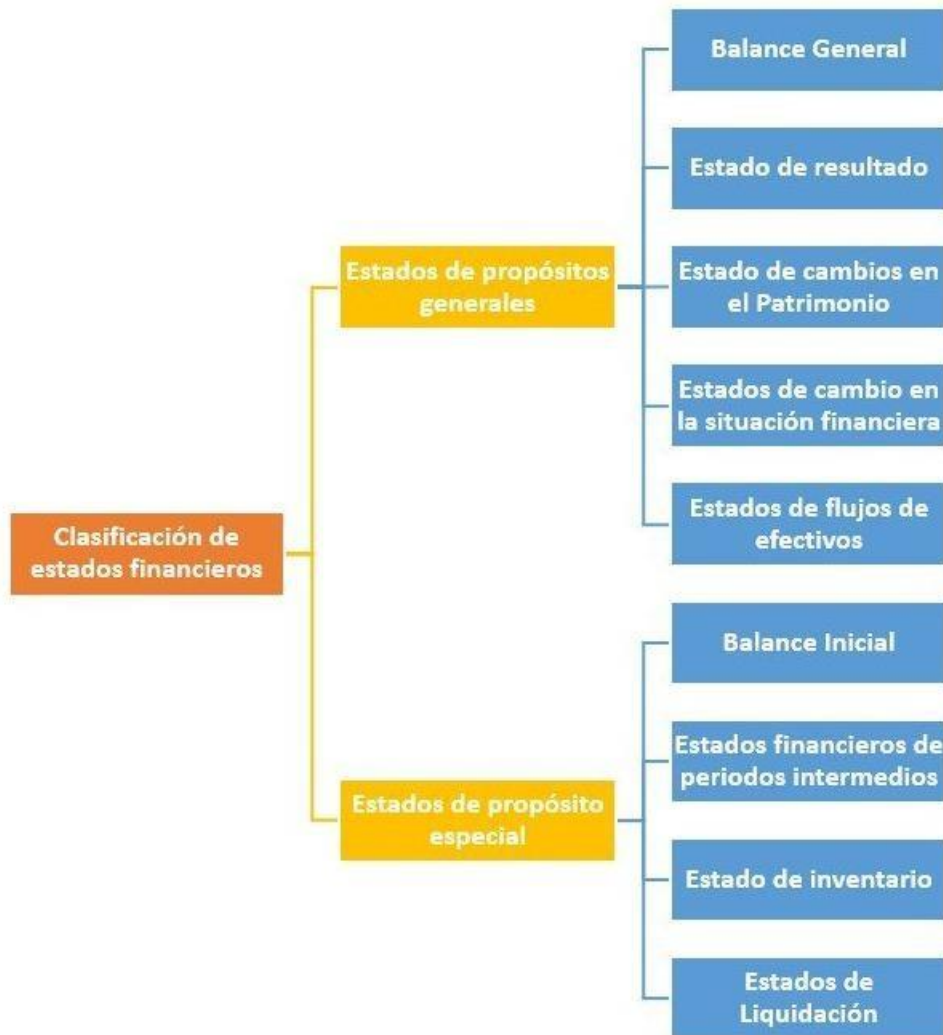 Clasificación de
estados financieros
Estados de propósitos
generales
Balance General
Estado de resultado
Estado de cambios en
el Patrimonio
Estados de cambio en
la situación financiera
Estados de flujos de
efectivos
Estados de propósito
especial
Balance Inicial
Estados financieros de
periodos intermedios
Estado de inventario
Estados de
Liquidación